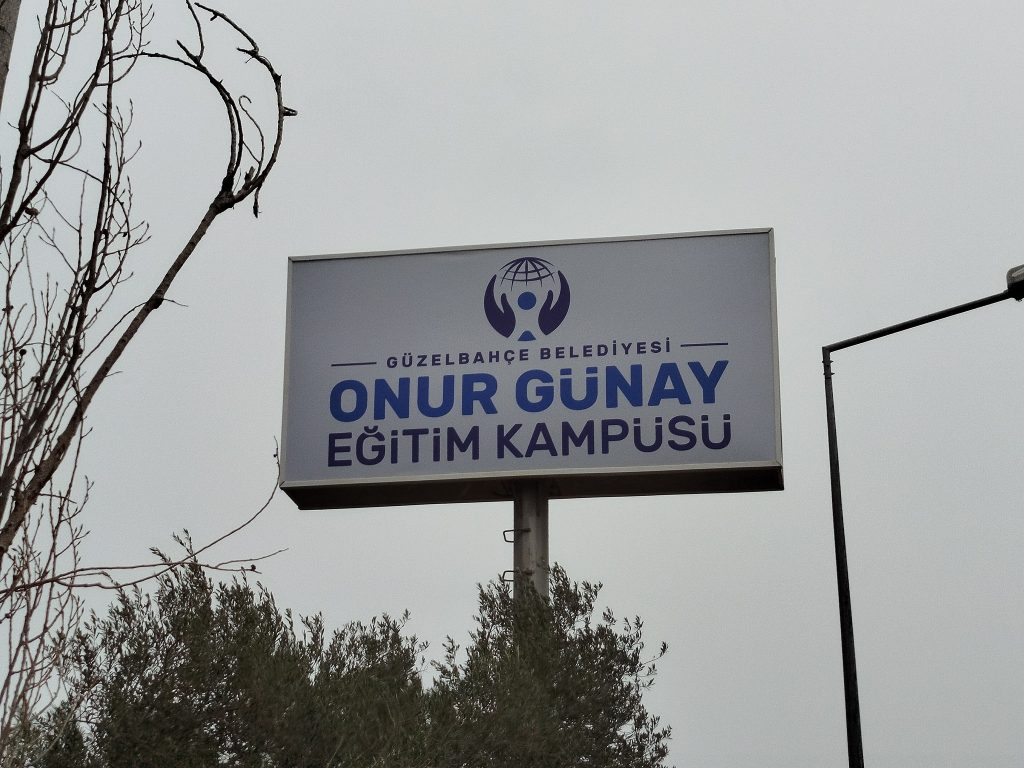 GÜZELBAHÇE BELEDİYESİ
ONUR GÜNAY
EĞİTİM KAMPÜSÜ